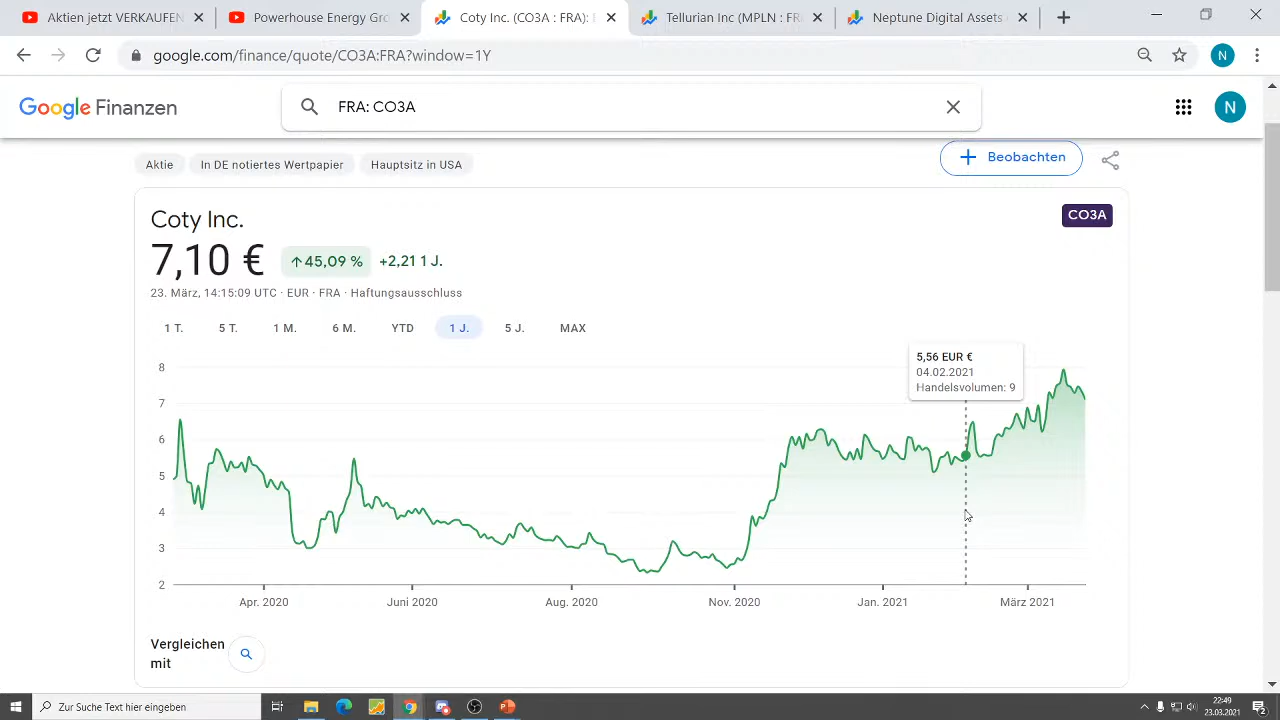 Aktien jetzt VERKAUFEN
Powerhouse Energy Gro
Coty Inc. (CO3A : FRA):
Tellurian Inc (MPLN : FR
Neptune Digital Assets
google.com/finance/quote/CO3A:FRA?window=1Y
N
Google Finanzen
FRA: CO3A
N
Aktie
In DE notiertes Wertpapier
Hauptsitz in USA
+ Beobachten
Coty Inc.
CO3A
7,10 €
↑45,09 %
+2,21 1 J.
23. März, 14:15:09 UTC · EUR · FRA · Haftungsausschluss
1 T.
5 T.
1 M.
6 M.
YTD
1 J.
5 J.
MAX
5,56 EUR €
04.02.2021
Handelsvolumen: 9
8
7
6
5
4
3
2
Apr. 2020
Juni 2020
Aug. 2020
Nov. 2020
Jan. 2021
März 2021
Vergleichen
mit
Zur Suche Text hier eingeben
22:49
23.03.2021
2